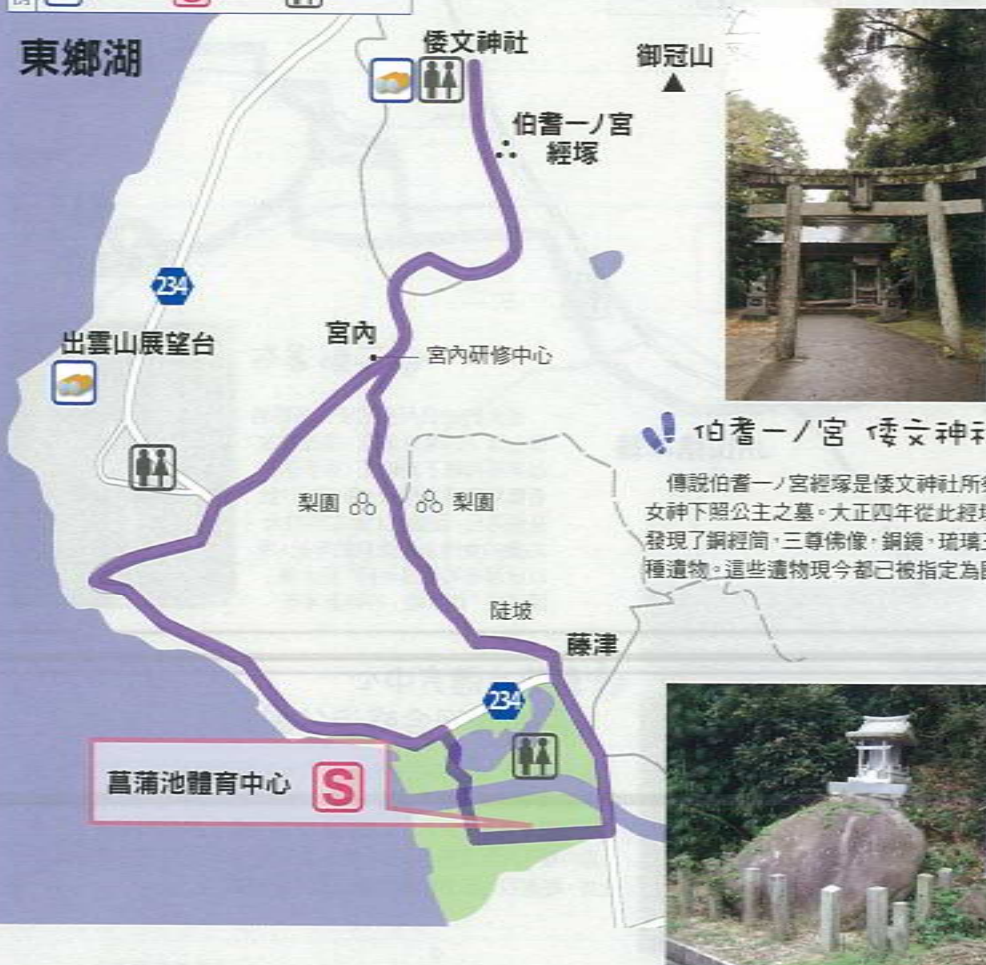 東鄉湖
倭文神社
御冠山
伯耆一ノ宮
經塚
234
出雲山展望台
宮內
宮內研修中心
伯耆一ノ宮 倭文神社
傳說伯耆一ノ宮經塚是倭文神社所
女神下照公主之墓。大正四年從此經塚
發現了銅經筒·三尊佛像·銅鏡·琉璃
種遺物。這些遺物現今都已被指定為
梨園
梨園
陡坡
藤津
234
菖蒲池體育中心
S